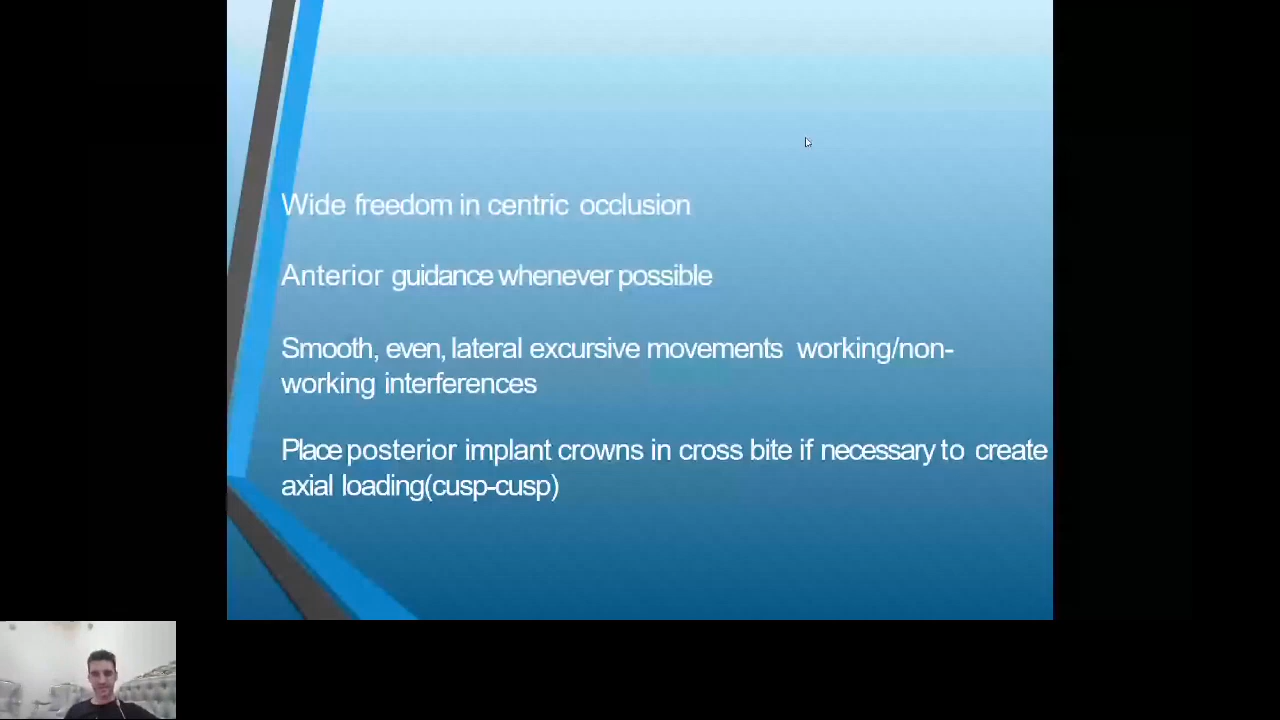 Wide freedom in centric occlusion
Anterior guidance whenever possible
Smooth, even, lateral excursive movements working/non-
working interferences
Place posterior implant crowns in cross bite if necessary to create
axial loading(cusp-cusp)